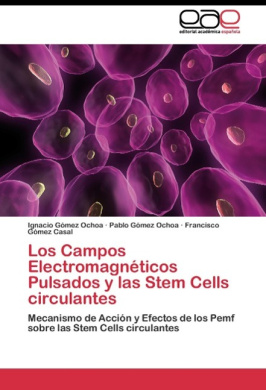 eae
editorial académica española
Ignacio Gómez Ochoa · Pablo Gómez Ochoa · Francisco
Gómez Casal
Los Campos
Electromagnéticos
Pulsados y las Stem Cells
circulantes
Mecanismo de Acción y Efectos de los Pemf
sobre las Stem Cells circulantes